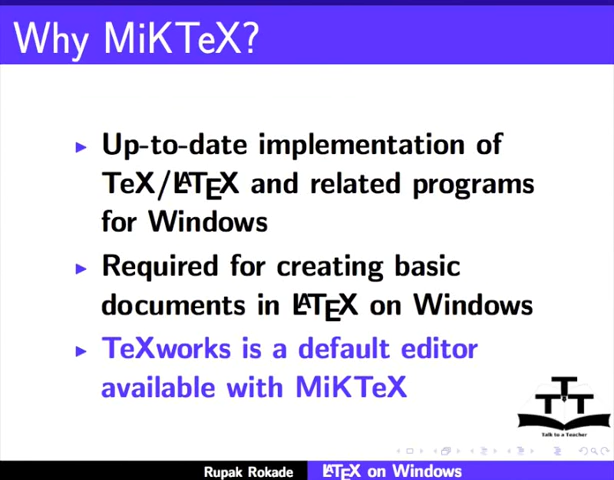 Why MiKTeX?
Up-to-date implementation of
TeX/LATEX and related programs
for Windows
Required for creating basic
documents in LATEX on Windows
TeXworks is a default editor
available with MiKTeX
TTT
Talk to a Teacher
Rupak Rokade LATEX on Windows